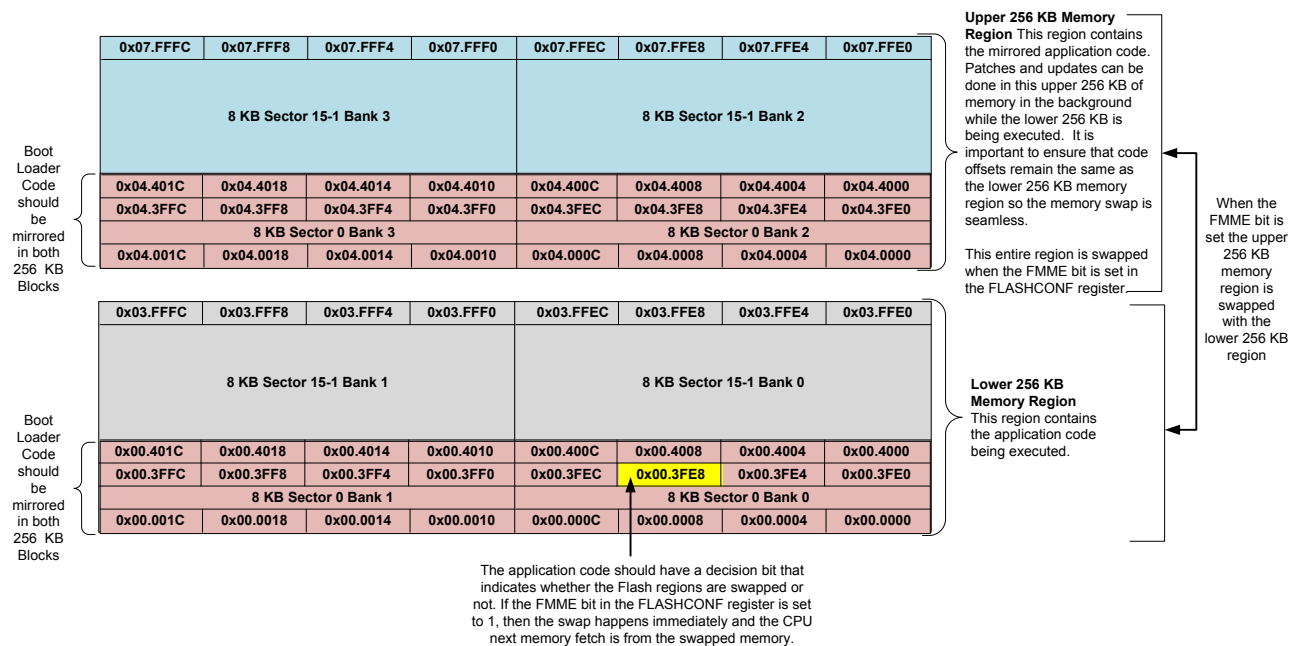 0x07.FFFC 0x07.FFF8 0x07.FFF4 0x07.FFF0 0x07.FFEC 0x07.FFE8 0x07.FFE4 0x07.FFE0
8 KB Sector 15-1 Bank 3 8 KB Sector 15-1 Bank 2
Boot
Loader
Code
should
be
mirrored
in both
256 KB
Blocks
0x04.401C 0x04.4018 0x04.4014 0x04.4010 0x04.400C 0x04.4008 0x04.4004 0x04.4000
0x04.3FFC 0x04.3FF8 0x04.3FF4 0x04.3FF0 0x04.3FEC 0x04.3FE8 0x04.3FE4 0x04.3FE0
8 KB Sector 0 Bank 3 8 KB Sector 0 Bank 2
0x04.001C 0x04.0018 0x04.0014 0x04.0010 0x04.000C 0x04.0008 0x04.0004 0x04.0000
Upper 256 KB Memory
Region This region contains
the mirrored application code.
Patches and updates can be
done in this upper 256 KB of
memory in the background
while the lower 256 KB is
being executed. It is
important to ensure that code
offsets remain the same as
the lower 256 KB memory
region so the memory swap is
seamless.
This entire region is swapped
when the FMME bit is set in
the FLASHCONF register.
When the
FMME bit is
set the upper
256 KB
memory
region is
swapped
with the
lower 256 KB
region
0x03.FFFC 0x03.FFF8 0x03.FFF4 0x03.FFF0 0x03.FFEC 0x03.FFE8 0x03.FFE4 0x03.FFE0
8 KB Sector 15-1 Bank 1 8 KB Sector 15-1 Bank 0
Boot
Loader
Code
should
be
mirrored
in both
256 KB
Blocks
0x00.401C 0x00.4018 0x00.4014 0x00.4010 0x00.400C 0x00.4008 0x00.4004 0x00.4000
0x00.3FFC 0x00.3FF8 0x00.3FF4 0x00.3FF0 0x00.3FEC 0x00.3FE8 0x00.3FE4 0x00.3FE0
8 KB Sector 0 Bank 1 8 KB Sector 0 Bank 0
0x00.001C 0x00.0018 0x00.0014 0x00.0010 0x00.000C 0x00.0008 0x00.0004 0x00.0000
Lower 256 KB
Memory Region
This region contains
the application code
being executed.
The application code should have a decision bit that
indicates whether the Flash regions are swapped or
not. If the FMME bit in the FLASHCONF register is set
to 1, then the swap happens immediately and the CPU
next memory fetch is from the swapped memory.